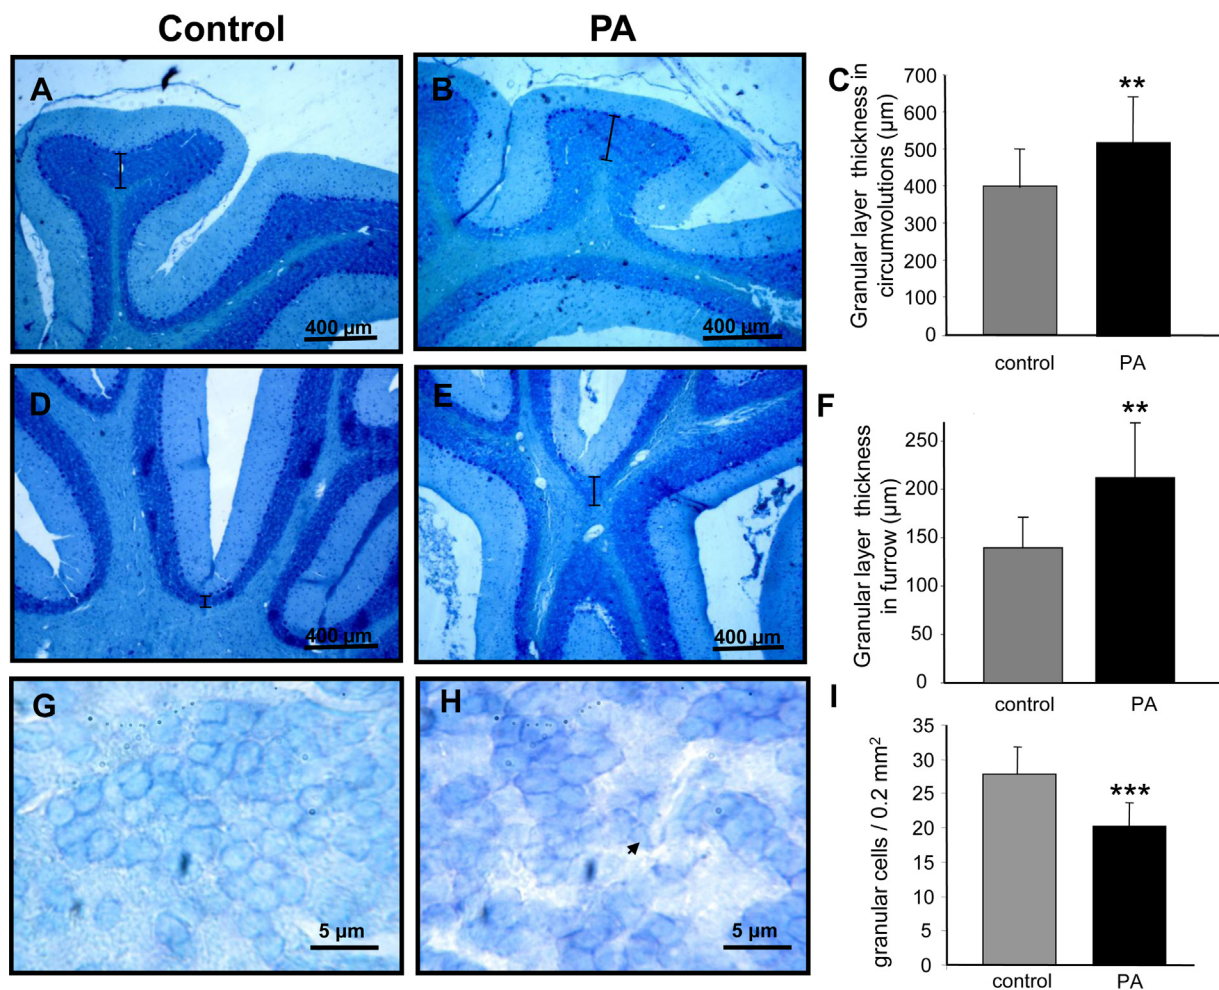 Control
PA
A
400 µm
B
400 µm
C
Granular layer thickness in
circumvolutions (µm)
700
600
500
400
300
200
100
0
**
control
PA
D
400 µm
E
400 µm
F
Granular layer thickness
in furrow (µm)
250
200
150
100
50
0
**
control
PA
G
5 µm
H
5 µm
I
granular cells / 0.2 mm²
35
30
25
20
15
10
5
0
***
control
PA